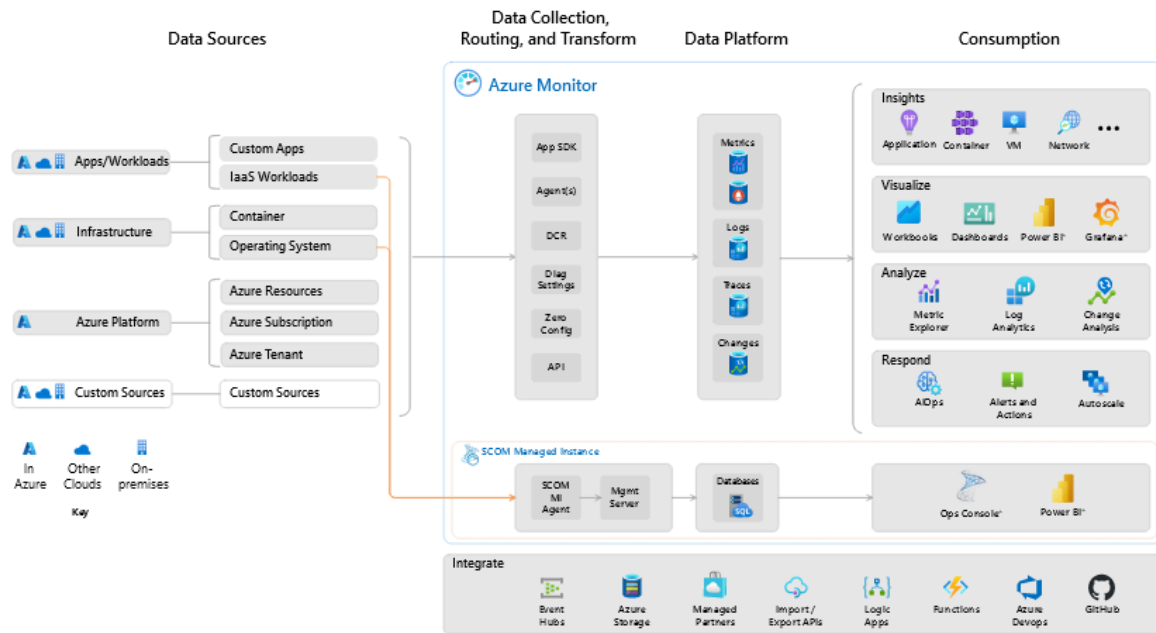 Data Sources
Data Collection,
Routing, and Transform
Data Platform
Consumption
Azure Monitor
Apps/Workloads
Custom Apps
IaaS Workloads
Infrastructure
Container
Operating System
Azure Platform
Azure Resources
Azure Subscription
Azure Tenant
Custom Sources
Custom Sources
In
Azure
Other
Clouds
On-
premises
Key
App SDK
Agent(s)
DCR
Diag
Settings
Zero
Config
API
Metrics
Logs
Traces
Changes
Insights
Application
Container
VM
Network
...
Visualize
Workbooks
Dashboards
Power BI*
Grafana*
Analyze
Metric
Explorer
Log
Analytics
Change
Analysis
Respond
AIOps
Alerts and
Actions
Autoscale
SCOM Managed Instance
SCOM
MI
Agent
Mgmt
Server
Databases
SQL
Ops Console*
Power BI*
Integrate
Event
Hubs
Azure
Storage
Managed
Partners
Import /
Export APIs
Logic
Apps
Functions
Azure
Devops
GitHub